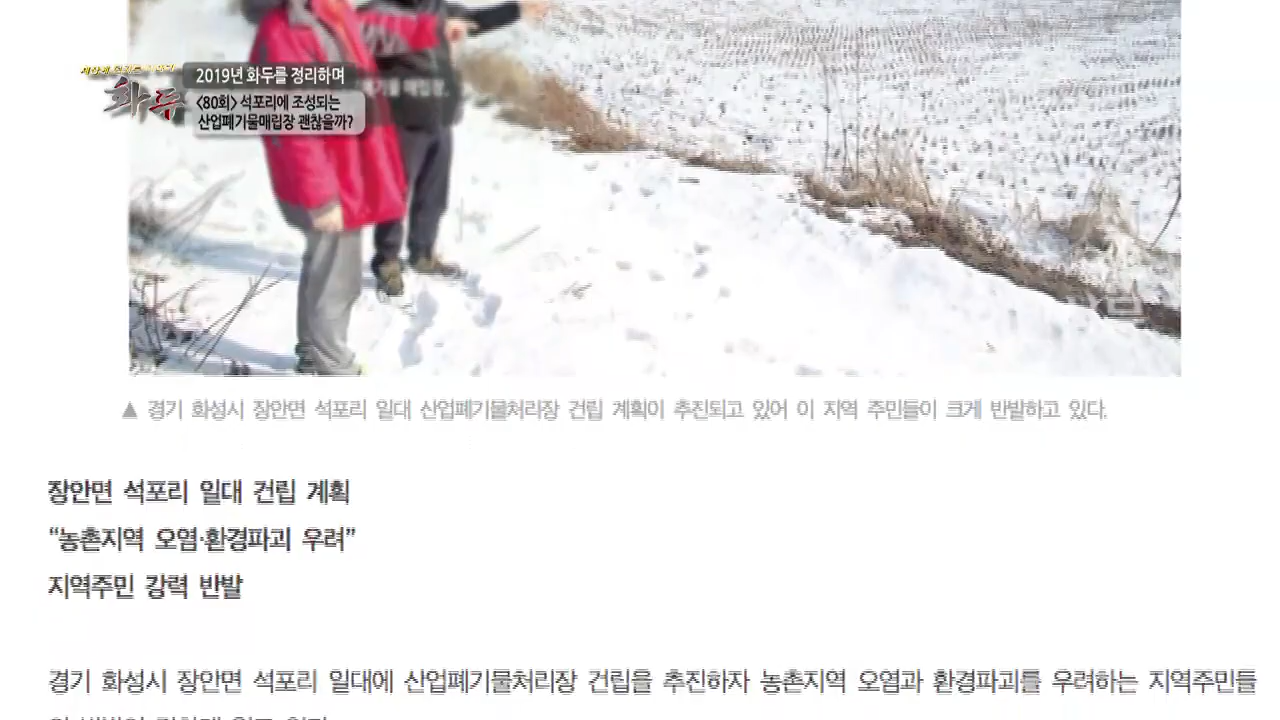 화두
2019년 화두를 정리하며
<80회> 석포리에 조성되는
산업폐기물매립장 괜찮을까?
▲ 경기 화성시 장안면 석포리 일대 산업폐기물처리장 건립 계획이 추진되고 있어 이 지역 주민들이 크게 반발하고 있다.
장안면 석포리 일대 건립 계획
“농촌지역 오염·환경파괴 우려”
지역주민 강력 반발
경기 화성시 장안면 석포리 일대에 산업폐기물처리장 건립을 추진하자 농촌지역 오염과 환경파괴를 우려하는 지역주민들